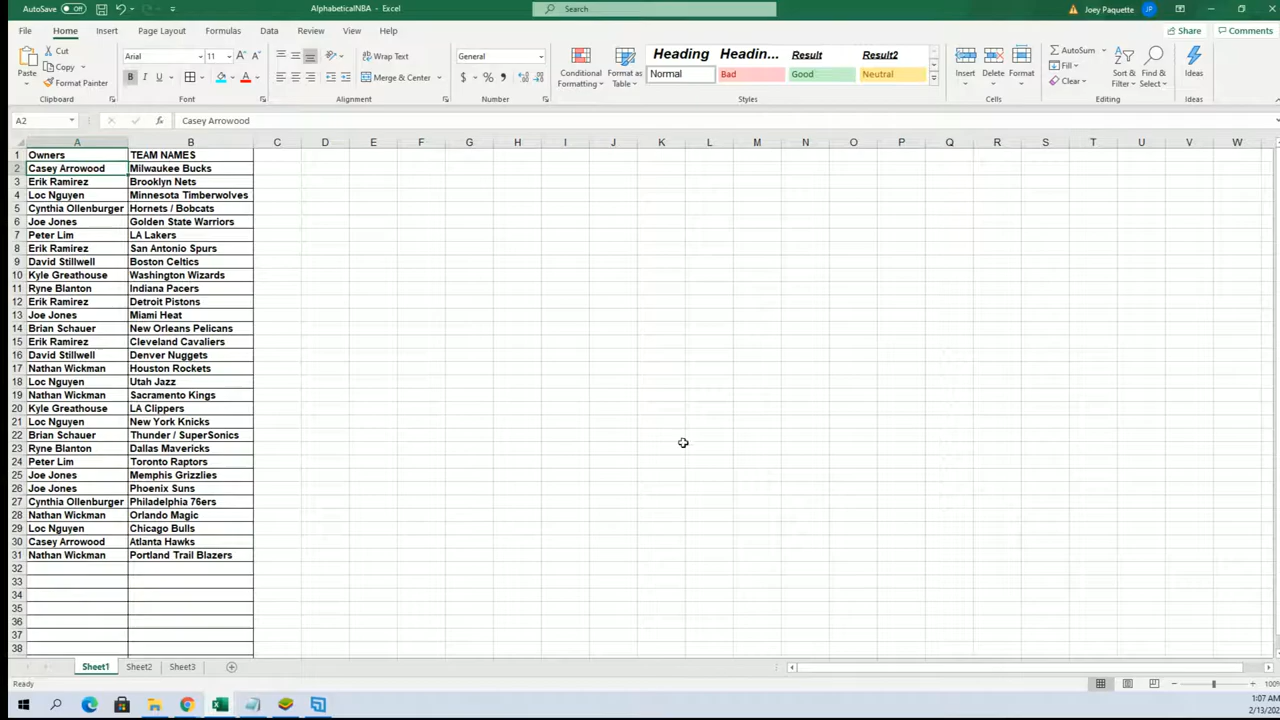 AutoSave Off AlphabeticalNBA - Excel Search Joey Paquette JP
File Home Insert Page Layout Formulas Data Review View Help Share Comments
Paste Cut Copy Format Painter Clipboard
Arial 11 B I U A A Font
Wrap Text Merge & Center Alignment
General $ % Number
Conditional Formatting Format as Table
Heading Headin... Result Result2
Normal Bad Good Neutral
Styles
Insert Delete Format Cells
AutoSum Fill Clear Sort & Filter Find & Select Editing
Ideas Ideas
A2 fx Casey Arrowood
A B C D E F G H I J K L M N O P Q R S T U V W
1 Owners TEAM NAMES
2 Casey Arrowood Milwaukee Bucks
3 Erik Ramirez Brooklyn Nets
4 Loc Nguyen Minnesota Timberwolves
5 Cynthia Ollenburger Hornets / Bobcats
6 Joe Jones Golden State Warriors
7 Peter Lim LA Lakers
8 Erik Ramirez San Antonio Spurs
9 David Stillwell Boston Celtics
10 Kyle Greathouse Washington Wizards
11 Ryne Blanton Indiana Pacers
12 Erik Ramirez Detroit Pistons
13 Joe Jones Miami Heat
14 Brian Schauer New Orleans Pelicans
15 Erik Ramirez Cleveland Cavaliers
16 David Stillwell Denver Nuggets
17 Nathan Wickman Houston Rockets
18 Loc Nguyen Utah Jazz
19 Nathan Wickman Sacramento Kings
20 Kyle Greathouse LA Clippers
21 Loc Nguyen New York Knicks
22 Brian Schauer Thunder / SuperSonics
23 Ryne Blanton Dallas Mavericks
24 Peter Lim Toronto Raptors
25 Joe Jones Memphis Grizzlies
26 Joe Jones Phoenix Suns
27 Cynthia Ollenburger Philadelphia 76ers
28 Nathan Wickman Orlando Magic
29 Loc Nguyen Chicago Bulls
30 Casey Arrowood Atlanta Hawks
31 Nathan Wickman Portland Trail Blazers
32
33
34
35
36
37
38
Sheet1 Sheet2 Sheet3
Ready 100%
1:07 AM
2/13/202